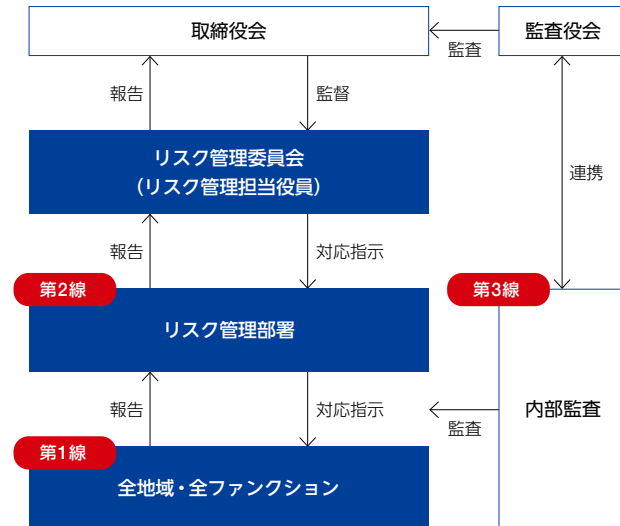 取締役会
監査役会
監査
報告
監督
リスク管理委員会
(リスク管理担当役員)
連携
報告
対応指示
第2線
第3線
リスク管理部署
報告
対応指示
監査
内部監査
第1線
全地域・全ファンクション